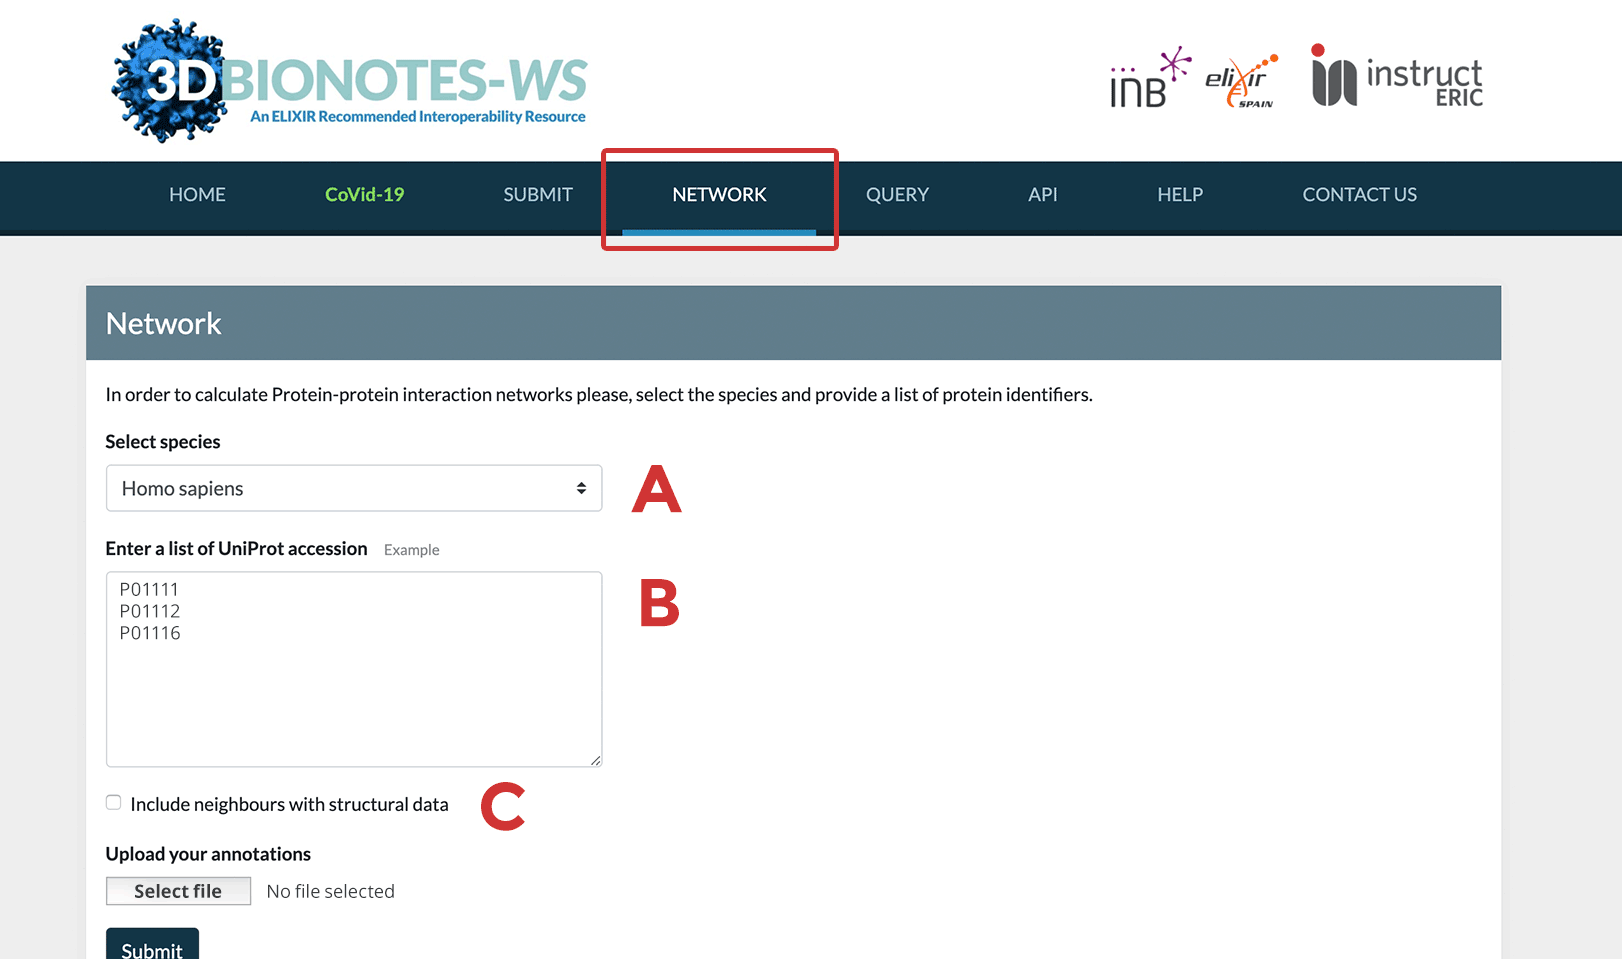 3DBIONOTES-WS
An ELIXIR Recommended Interoperability Resource
INB
elixir
SPAIN
instruct
ERIC
HOME CoVid-19 SUBMIT NETWORK QUERY API HELP CONTACT US
Network
In order to calculate Protein-protein interaction networks please, select the species and provide a list of protein identifiers.
Select species
Homo sapiens A
Enter a list of UniProt accession Example
P01111 B
P01112
P01116
Include neighbours with structural data C
Upload your annotations
Select file No file selected
Submit